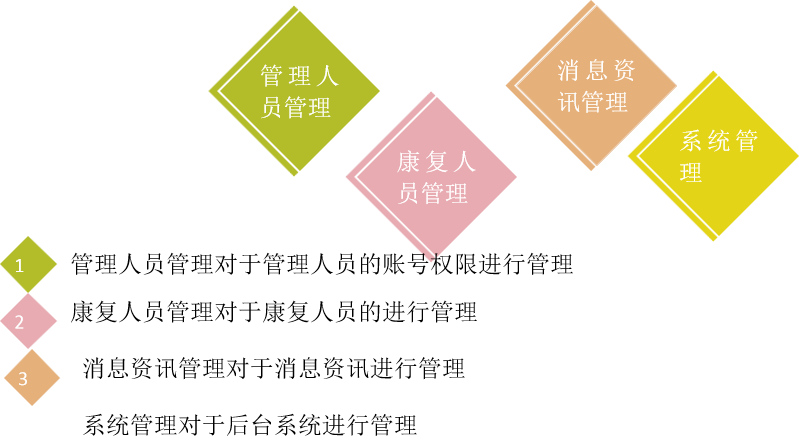 管理人
员管理
康复人
员管理
消息资
讯管理
系统管
理
1
管理人员管理对于管理人员的账号权限进行管理
2
康复人员管理对于康复人员的进行管理
3
消息资讯管理对于消息资讯进行管理
系统管理对于后台系统进行管理